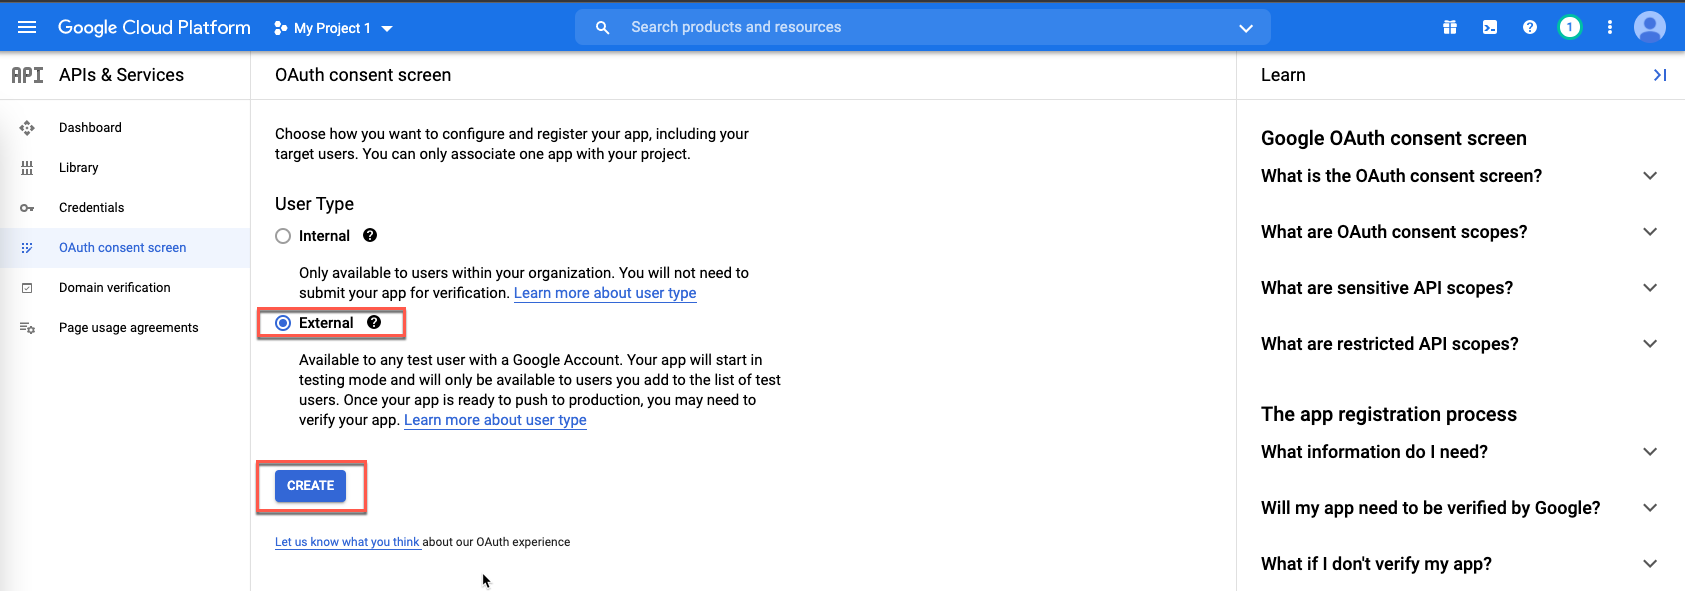 Google Cloud Platform
My Project 1
Search products and resources
1
API APIs & Services
Dashboard
Library
Credentials
OAuth consent screen
Domain verification
Page usage agreements
OAuth consent screen
Choose how you want to configure and register your app, including your
target users. You can only associate one app with your project.
User Type
Internal
Only available to users within your organization. You will not need to
submit your app for verification. Learn more about user type
External
Available to any test user with a Google Account. Your app will start in
testing mode and will only be available to users you add to the list of test
users. Once your app is ready to push to production, you may need to
verify your app. Learn more about user type
CREATE
Let us know what you think about our OAuth experience
Learn
Google OAuth consent screen
What is the OAuth consent screen?
What are OAuth consent scopes?
What are sensitive API scopes?
What are restricted API scopes?
The app registration process
What information do I need?
Will my app need to be verified by Google?
What if I don't verify my app?